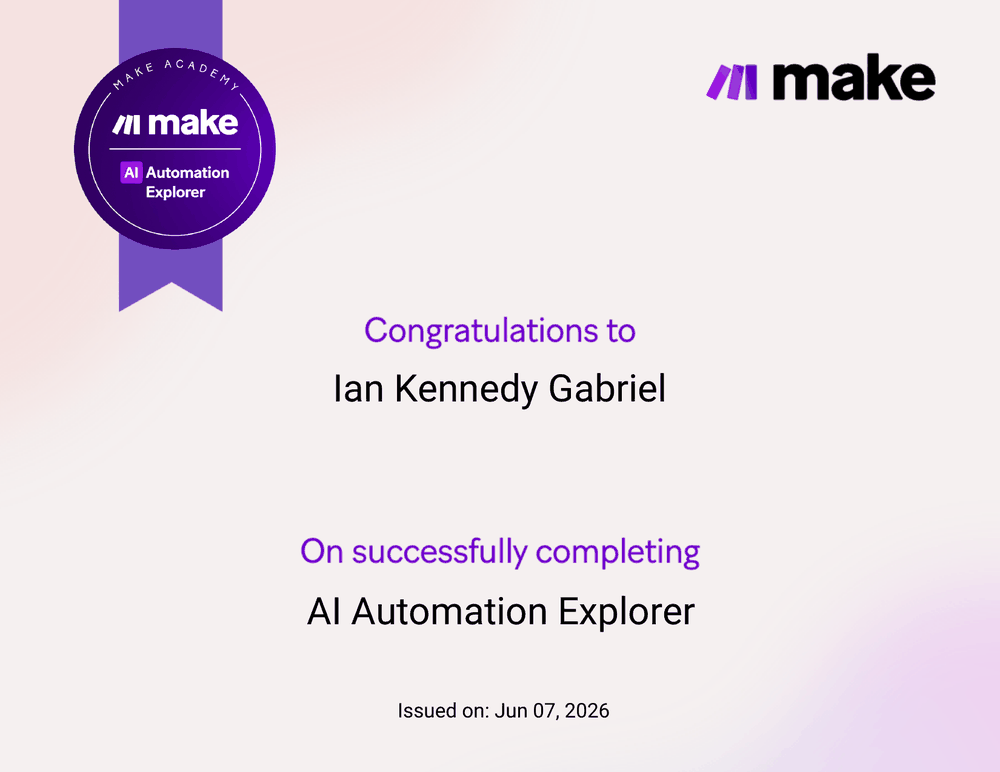 MAKE ACADEMY
make
AI Automation
Explorer
make
Congratulations to
Ian Kennedy Gabriel
On successfully completing
AI Automation Explorer
Issued on: Jun 07, 2026